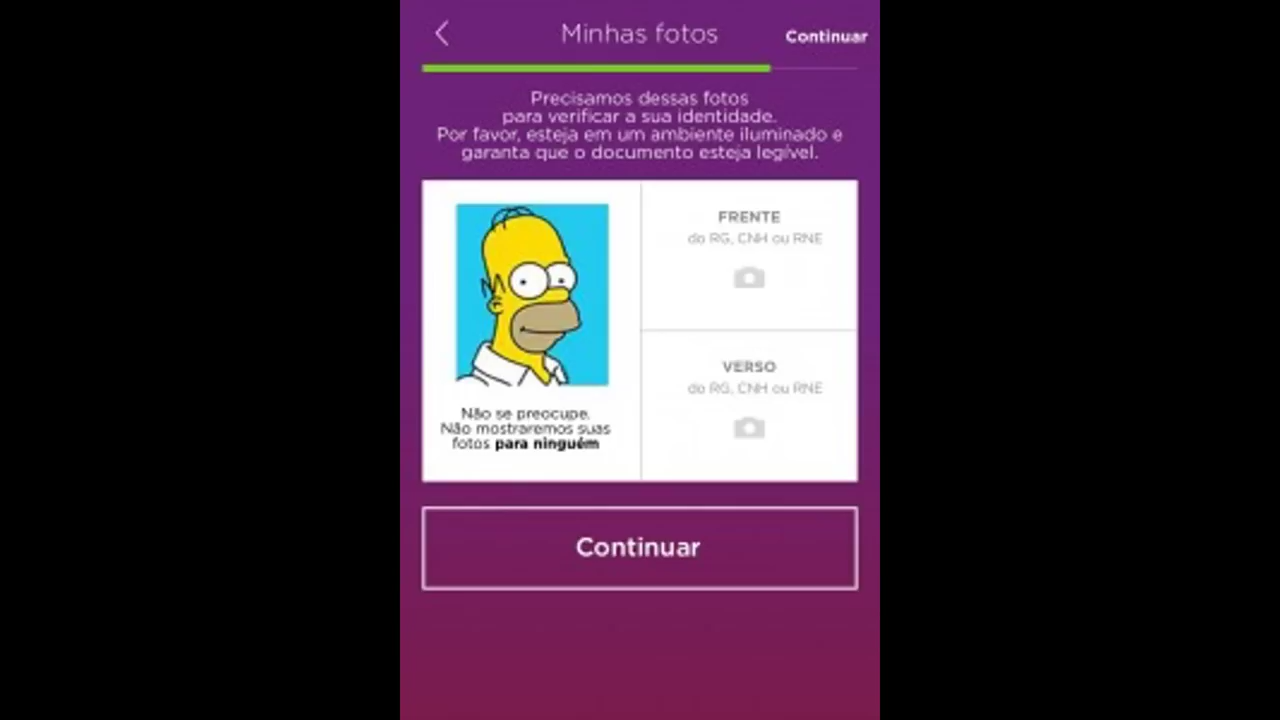 Minhas fotos
Continuar
Precisamos dessas fotos
para verificar a sua identidade.
Por favor, esteja em um ambiente iluminado e
garanta que o documento esteja legível.
FRENTE
do RG, CNH ou RNE
VERSO
do RG, CNH ou RNE
Não se preocupe.
Não mostraremos suas
fotos para ninguém
Continuar